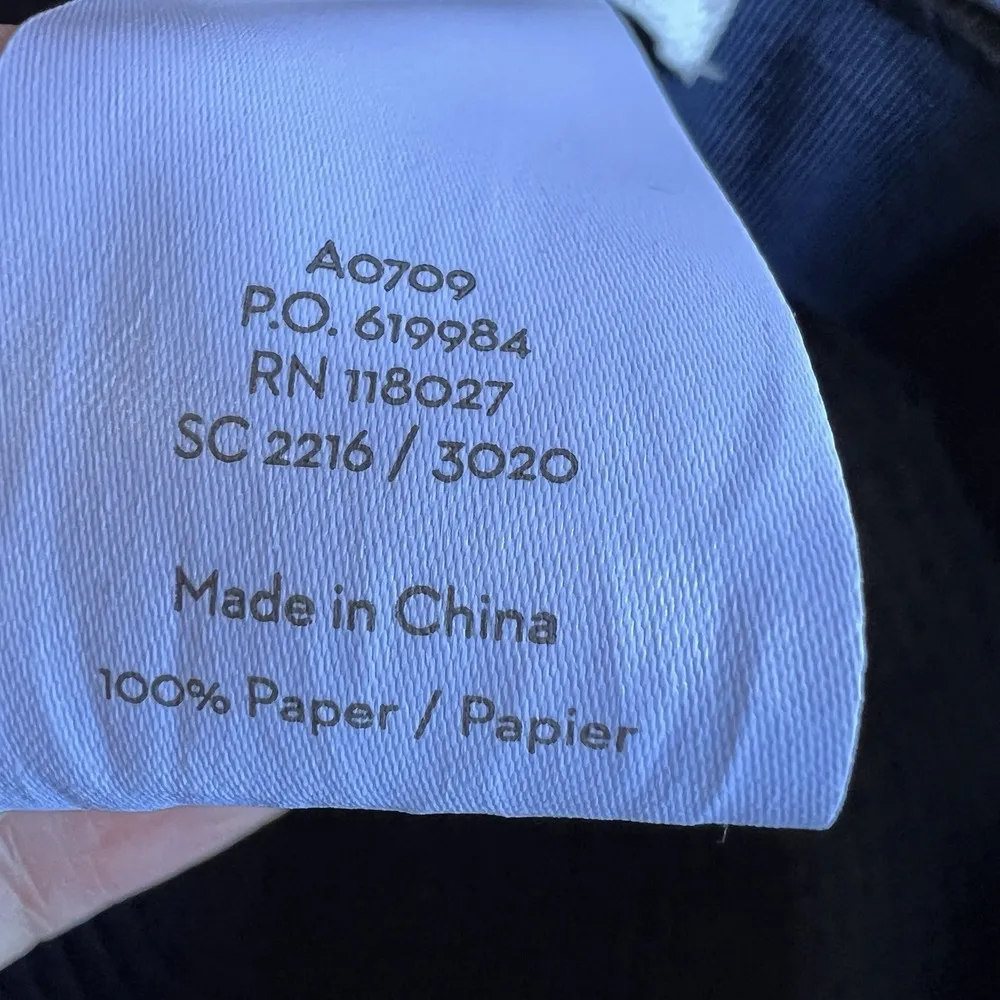 A0709
P.O. 619984
RN 118027
SC 2216 / 3020
Made in China
100% Paper / Papier